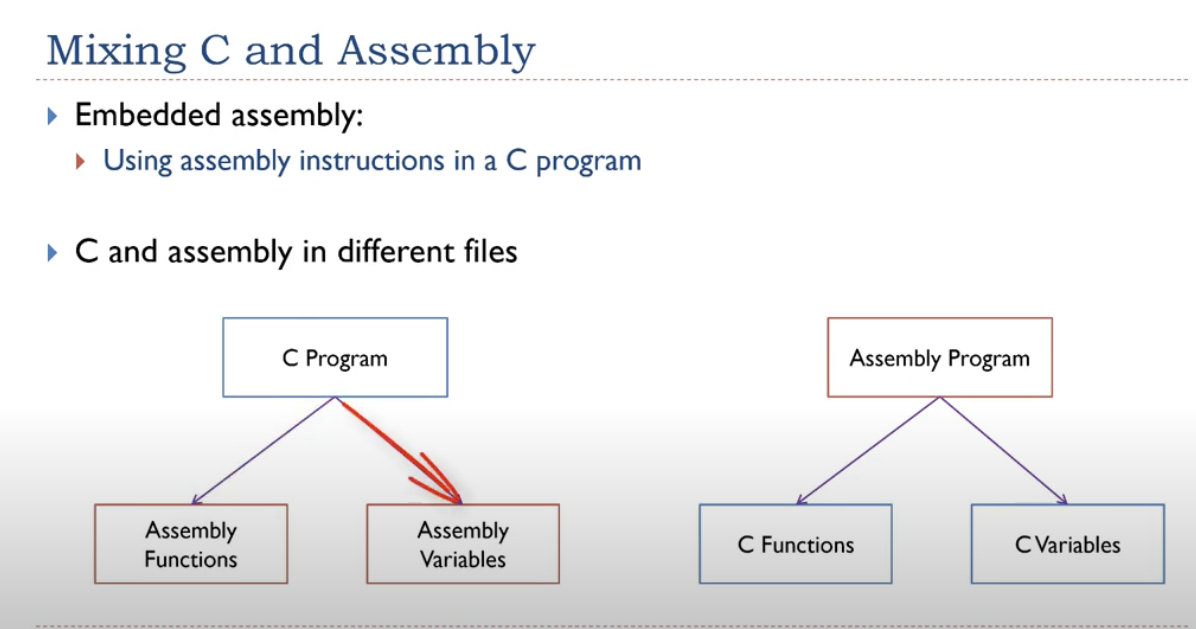 Mixing C and Assembly
Embedded assembly:
Using assembly instructions in a C program
C and assembly in different files
C Program
Assembly Program
Assembly
Functions
Assembly
Variables
C Functions
C Variables